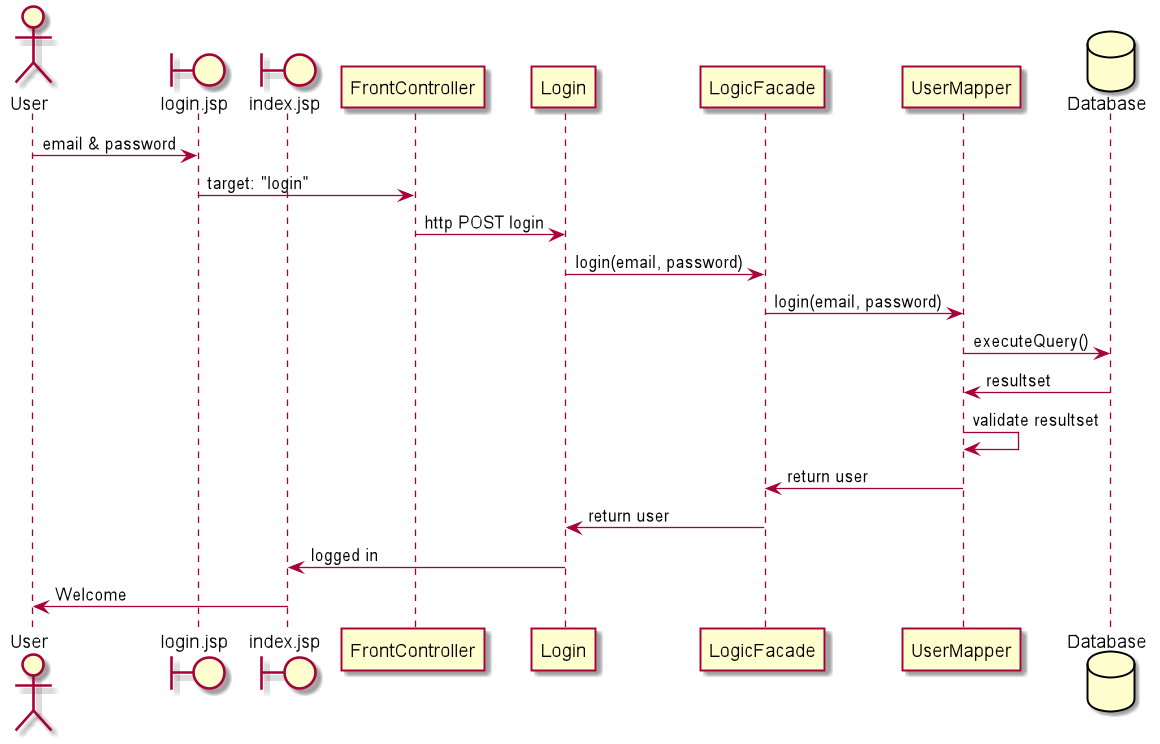 User
login.jsp
index.jsp
FrontController
Login
LogicFacade
UserMapper
Database
email & password
target: "login"
http POST login
login(email, password)
login(email, password)
executeQuery()
resultset
validate resultset
return user
return user
logged in
Welcome
User
login.jsp
index.jsp
FrontController
Login
LogicFacade
UserMapper
Database